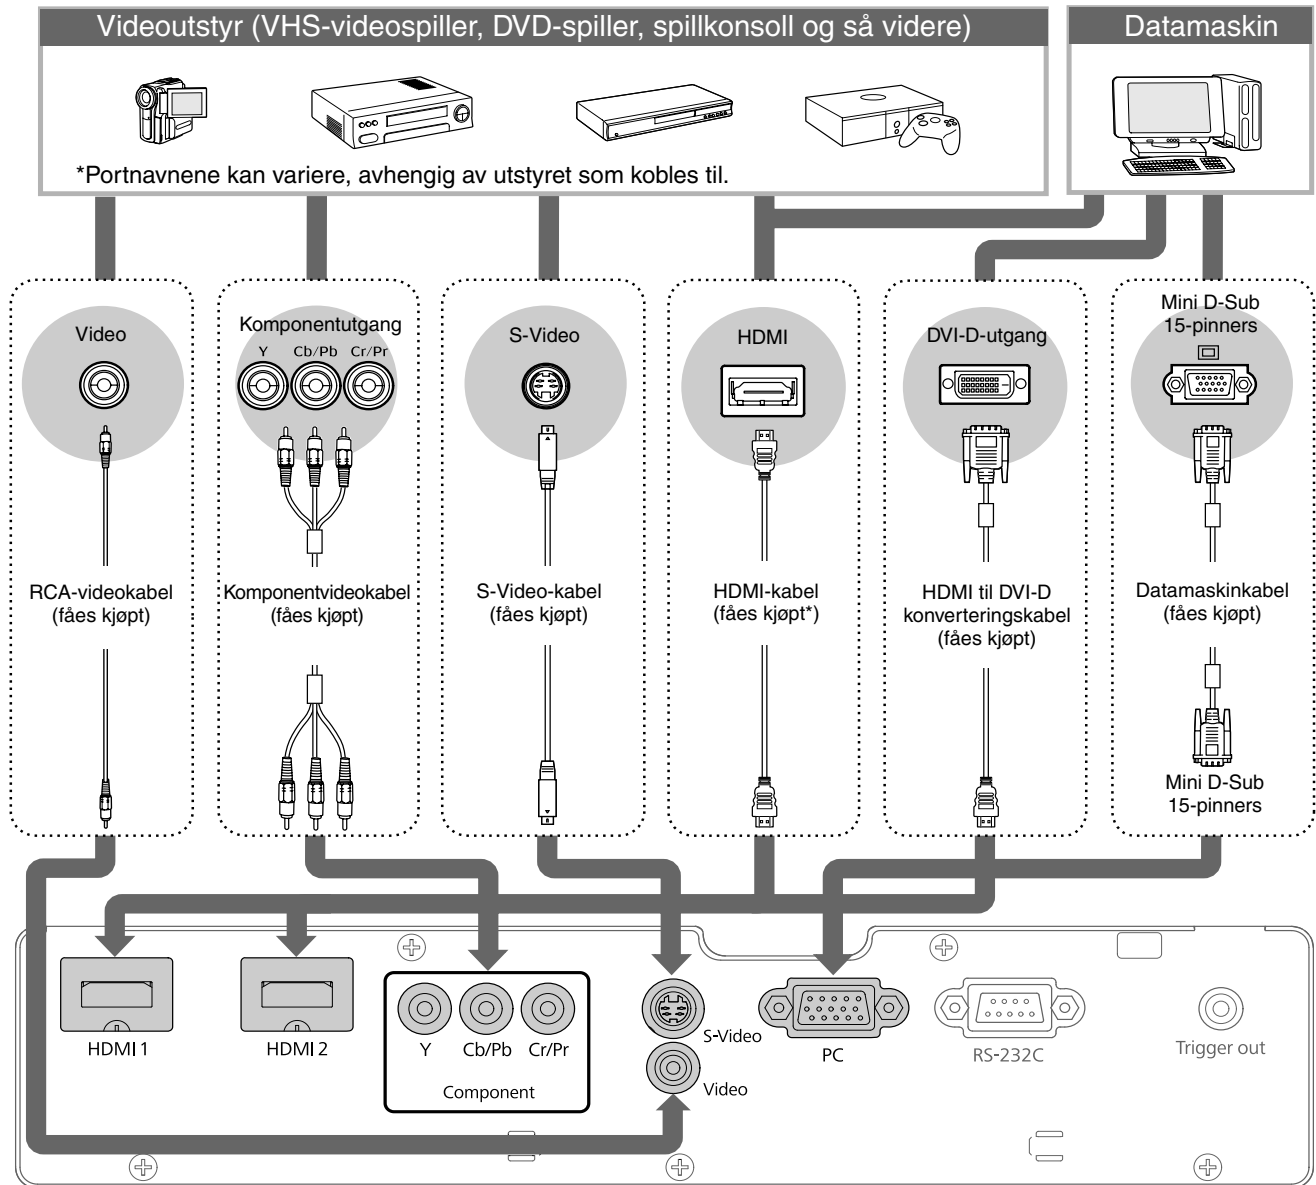 Videoutstyr (VHS-videospiller, DVD-spiller, spillkonsoll og så videre)
Datamaskin
*Portnavnene kan variere, avhengig av utstyret som kobles til.
Video
Komponentutgang
Y Cb/Pb Cr/Pr
S-Video
HDMI
DVI-D-utgang
Mini D-Sub
15-pinners
RCA-videokabel
(fåes kjøpt)
Komponentvideokabel
(fåes kjøpt)
S-Video-kabel
(fåes kjøpt)
HDMI-kabel
(fåes kjøpt*)
HDMI til DVI-D
konverteringskabel
(fåes kjøpt)
Datamaskinkabel
(fåes kjøpt)
Mini D-Sub
15-pinners
HDMI 1
HDMI 2
Y Cb/Pb Cr/Pr
Component
S-Video
Video
PC
RS-232C
Trigger out